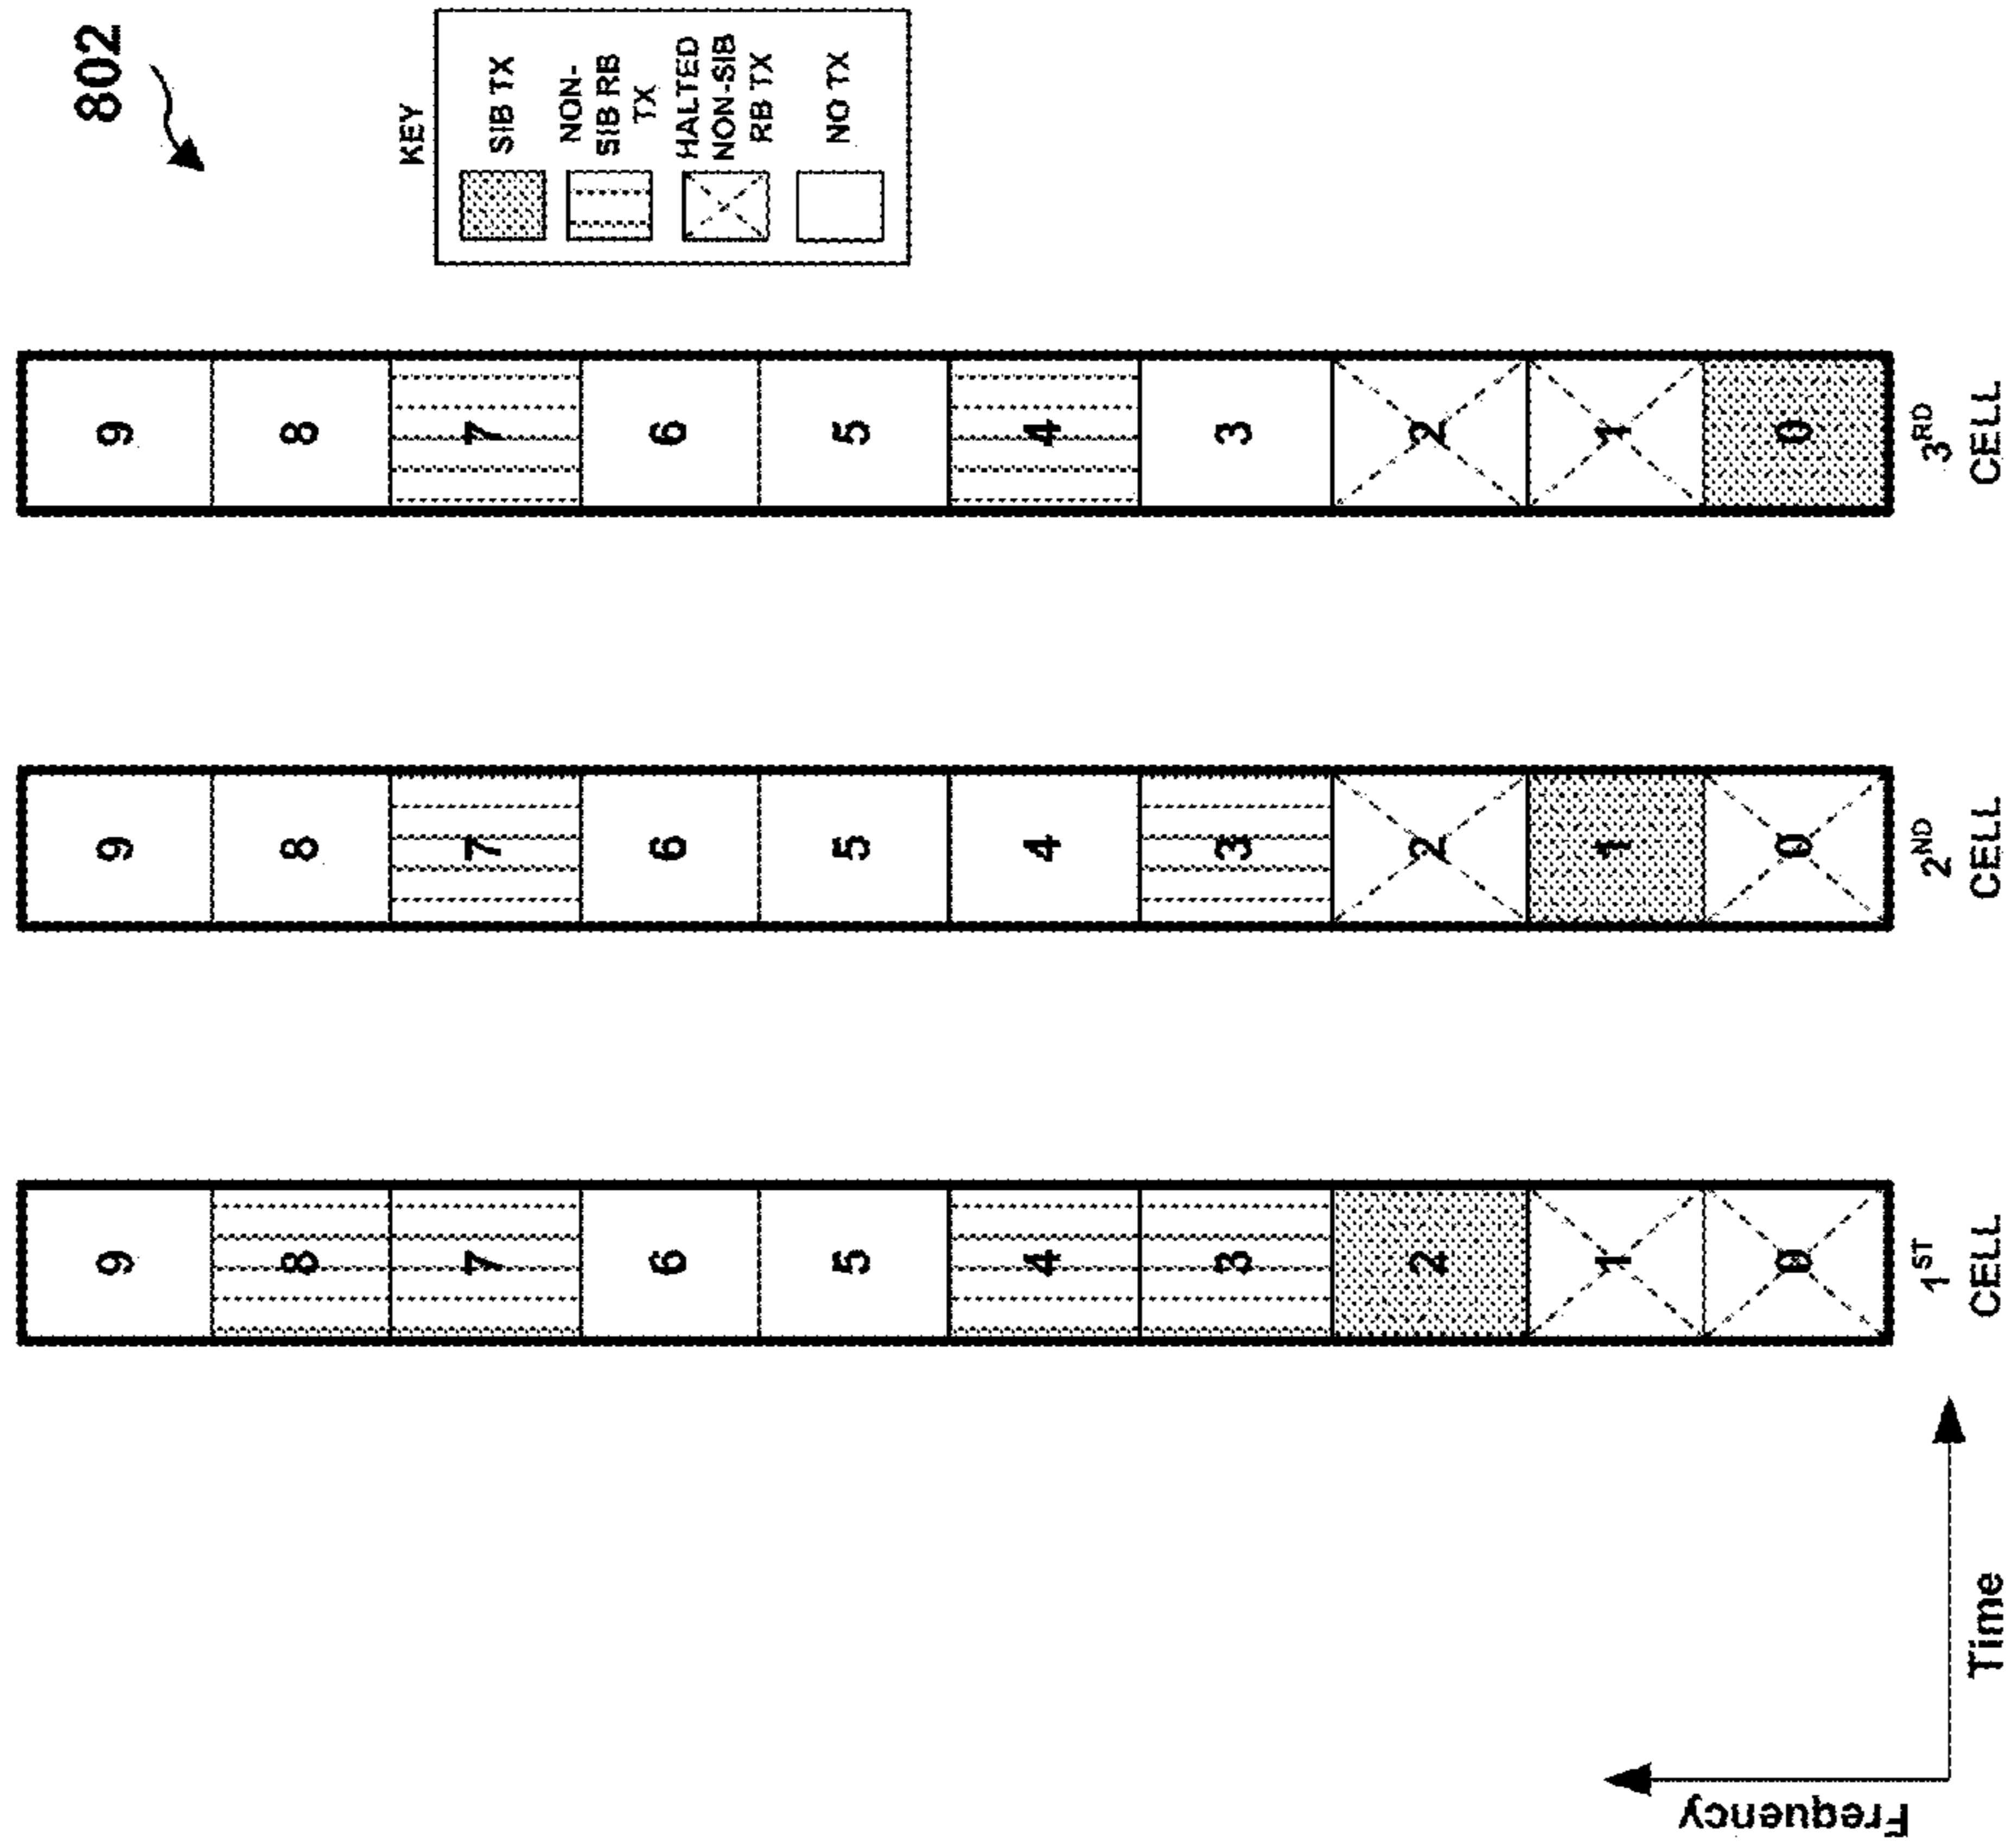 802
KEY
SIB TX
NON-
SIB RB
TX
HALTED
NON-SIB
RB TX
NO TX
9
8
7
6
5
4
3
2
1
0
1ST
CELL
9
8
7
6
5
4
3
2
1
0
2ND
CELL
9
8
7
6
5
4
3
2
1
0
3RD
CELL
Frequency
Time